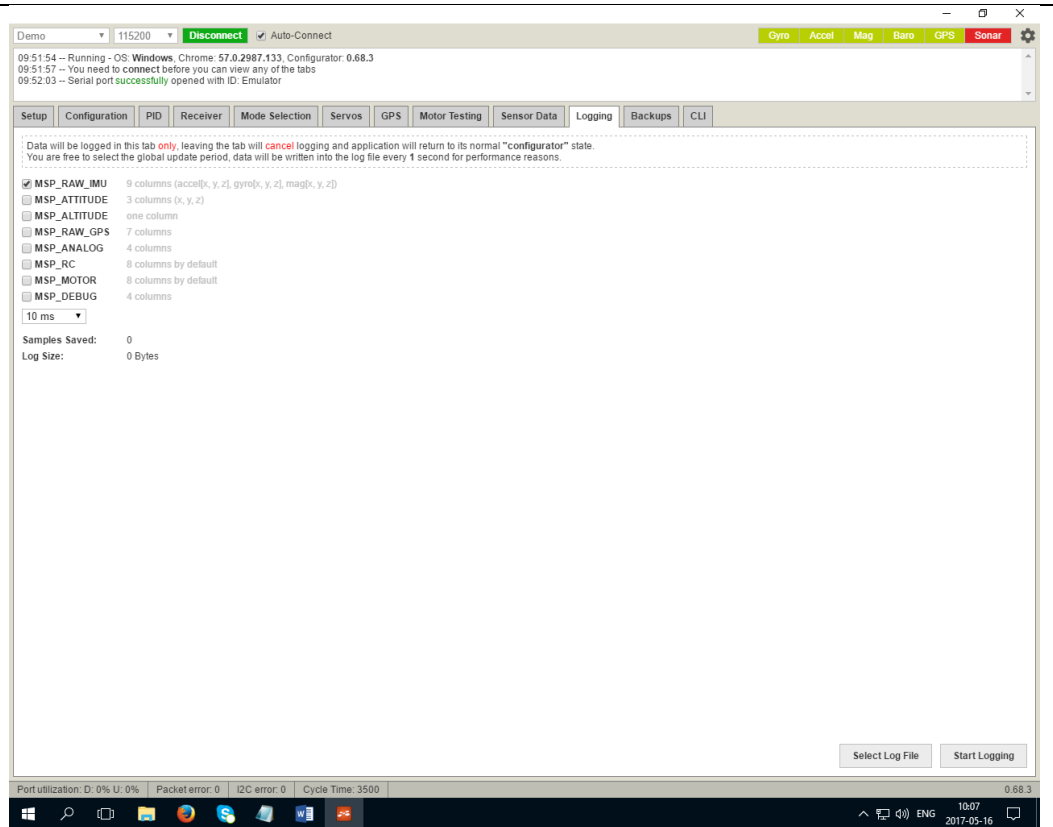 Demo 115200 Disconnect Auto-Connect Gyro Accel Mag Baro GPS Sonar
09:51:54 -- Running - OS: Windows, Chrome: 57.0.2987.133, Configurator: 0.68.3
09:51:57 -- You need to connect before you can view any of the tabs
09:52:03 -- Serial port successfully opened with ID: Emulator
Setup Configuration PID Receiver Mode Selection Servos GPS Motor Testing Sensor Data Logging Backups CLI
Data will be logged in this tab only, leaving the tab will cancel logging and application will return to its normal "configurator" state.
You are free to select the global update period, data will be written into the log file every 1 second for performance reasons.
MSP_RAW_IMU 9 columns (accel[x, y, z], gyro[x, y, z], mag[x, y, z])
MSP_ATTITUDE 3 columns (x, y, z)
MSP_ALTITUDE one column
MSP_RAW_GPS 7 columns
MSP_ANALOG 4 columns
MSP_RC 8 columns by default
MSP_MOTOR 8 columns by default
MSP_DEBUG 4 columns
10 ms
Samples Saved: 0
Log Size: 0 Bytes
Select Log File Start Logging
Port utilization: D: 0% U: 0% Packet error: 0 I2C error: 0 Cycle Time: 3500 0.68.3
ENG 10:07
2017-05-16